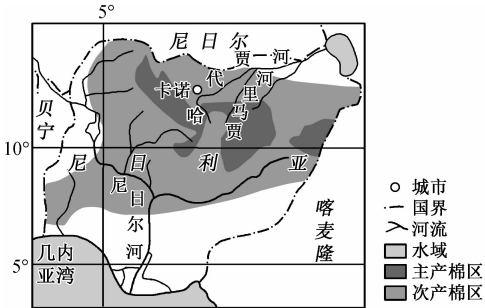 5°
尼日尔
贾一河
卡诺
代河
哈里
马
贾
贝宁
10°
尼日利亚
尼日尔河
喀麦隆
几内亚湾
5°
城市
国界
河流
水域
主产棉区
次产棉区